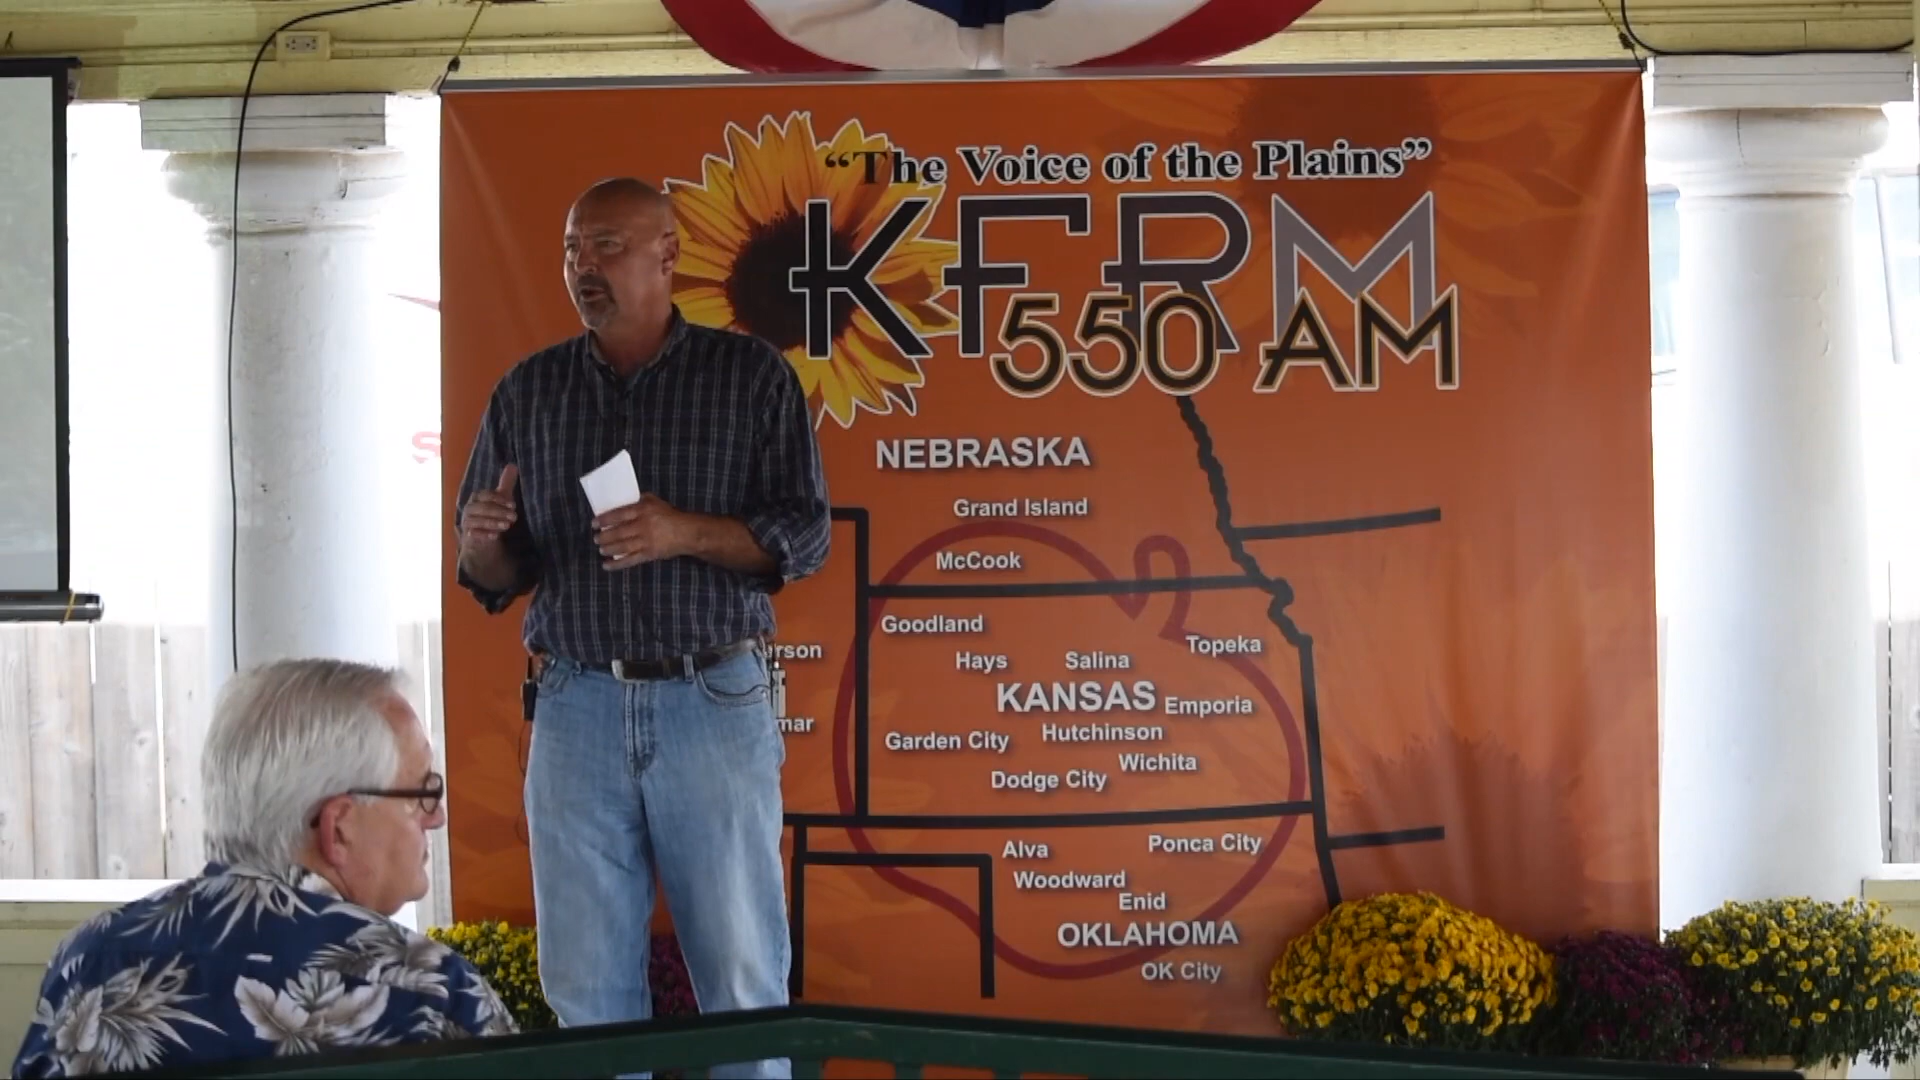 “The Voice of the Plains”
KFRM
550 AM
NEBRASKA
Grand Island
McCook
Goodland
Topeka
Hays Salina
KANSAS Emporia
Garden City Hutchinson
Wichita
Dodge City
Alva Ponca City
Woodward
Enid
OKLAHOMA
OK City